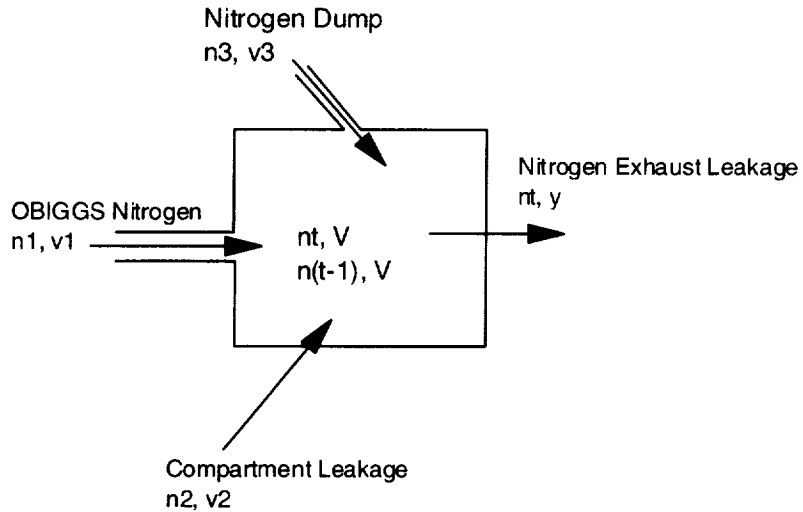 Nitrogen Dump
n3, v3
Nitrogen Exhaust Leakage
nt, y
OBIGGS Nitrogen
n1, v1
nt, V
n(t-1), V
Compartment Leakage
n2, v2